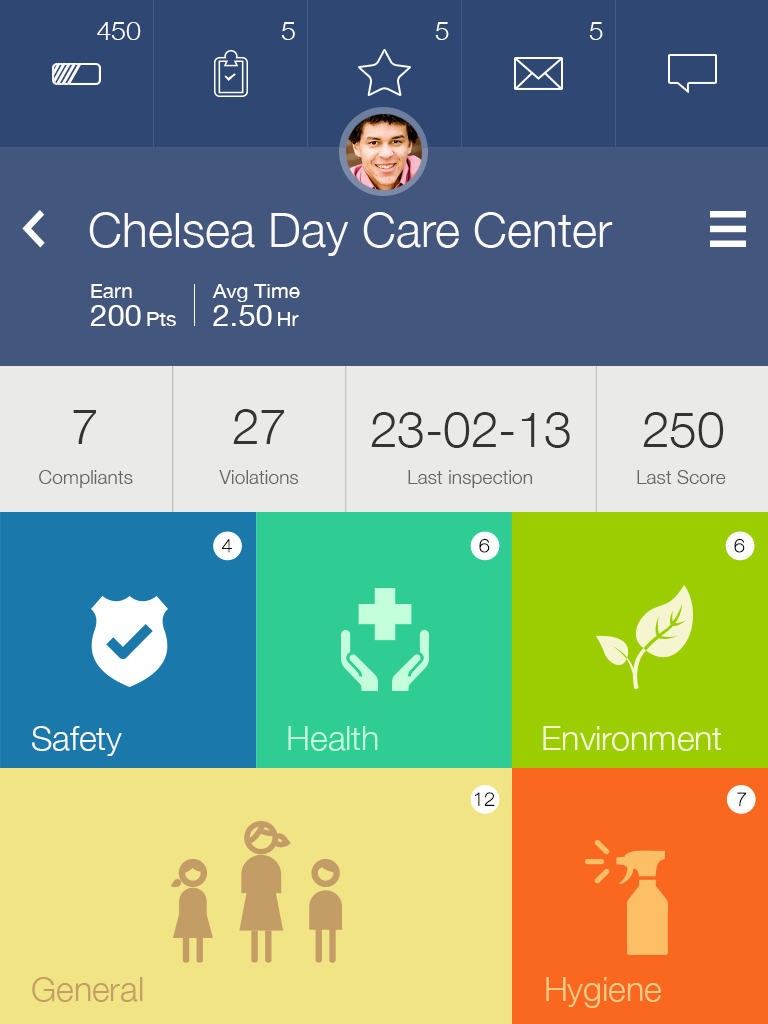 450
5
5
5
Chelsea Day Care Center
Earn
200 Pts
Avg Time
2.50 Hr
7
Compliants
27
Violations
23-02-13
Last inspection
250
Last Score
4
Safety
6
Health
6
Environment
12
General
7
Hygiene